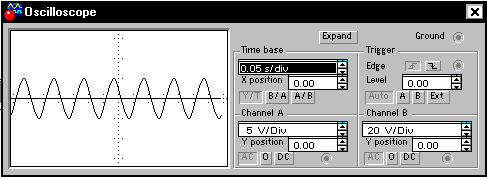 Oscilloscope
Expand Ground
Time base Trigger
0.05 s/div Edge
X position 0.00 Level 0.00
Y/T B/A A/B Auto A B Ext
Channel A Channel B
5 V/Div 20 V/Div
Y position 0.00 Y position 0.00
AC 0 DC AC 0 DC